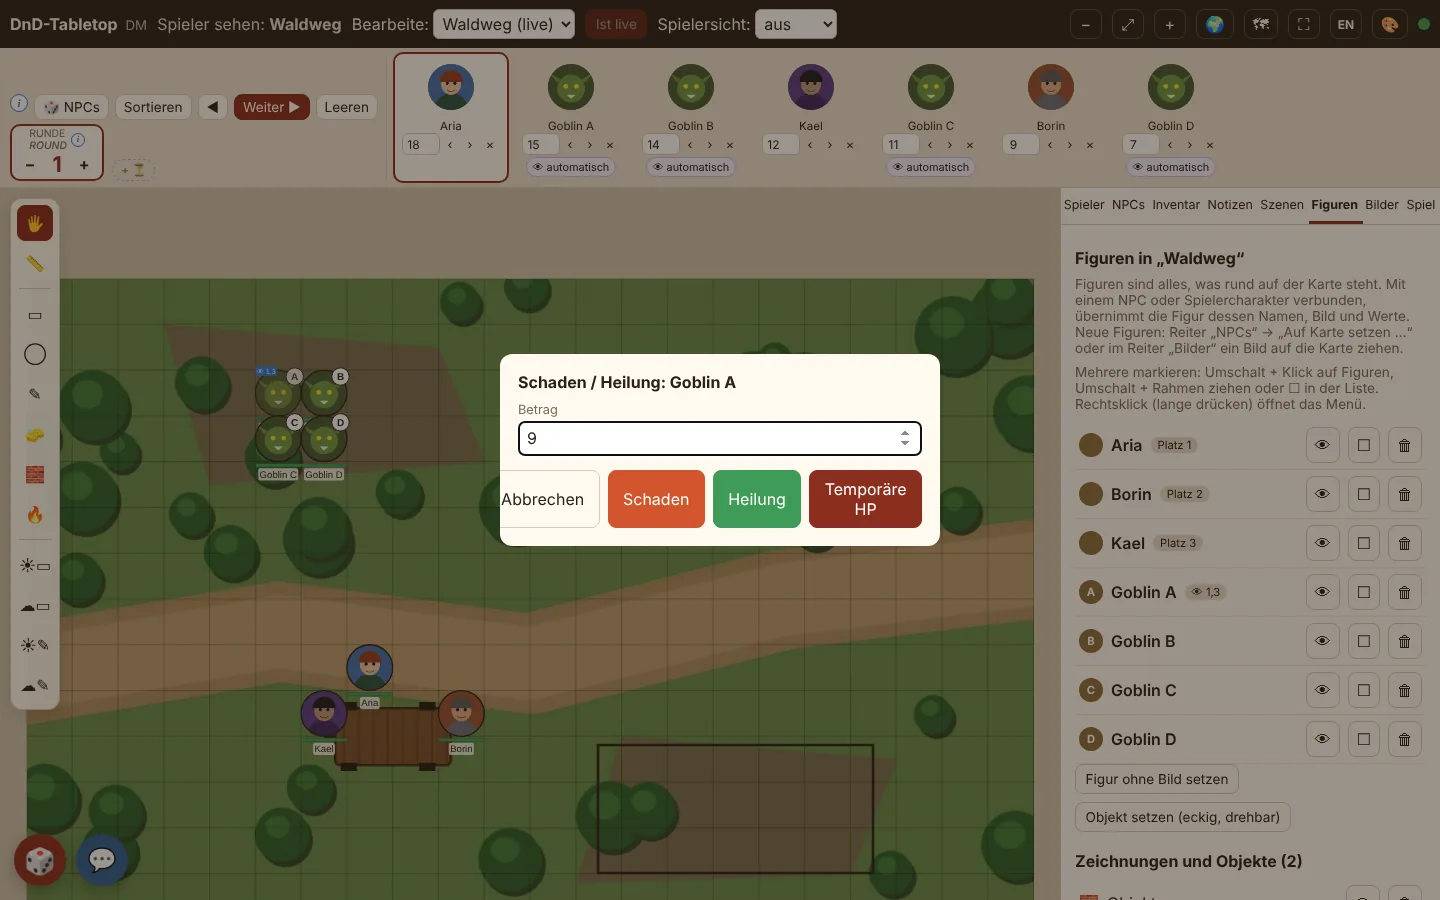 DnD-Tabletop DM Spieler sehen: Waldweg Bearbeite: Waldweg (live) Ist live Spielersicht: aus EN
NPCs Sortieren Weiter Leeren
RUNDE
ROUND
− 1 +
+
Aria
18
Goblin A
15
automatisch
Goblin B
14
automatisch
Kael
12
Goblin C
11
automatisch
Borin
9
Goblin D
7
automatisch
Spieler NPCs Inventar Notizen Szenen Figuren Bilder Spiel
Figuren in „Waldweg“
Figuren sind alles, was rund auf der Karte steht. Mit
einem NPC oder Spielercharakter verbunden,
übernimmt die Figur dessen Namen, Bild und Werte.
Neue Figuren: Reiter „NPCs“ → „Auf Karte setzen ...“
oder im Reiter „Bilder“ ein Bild auf die Karte ziehen.
Mehrere markieren: Umschalt + Klick auf Figuren,
Umschalt + Rahmen ziehen oder ☐ in der Liste.
Rechtsklick (lange drücken) öffnet das Menü.
Aria Platz 1
Borin Platz 2
Kael Platz 3
A Goblin A 1,3
B Goblin B
C Goblin C
D Goblin D
Figur ohne Bild setzen
Objekt setzen (eckig, drehbar)
Zeichnungen und Objekte (2)
Schaden / Heilung: Goblin A
Betrag
9
Abbrechen
Schaden
Heilung
Temporäre
HP
1,3
A
B
C
D
Goblin C
Goblin D
Aria
Kael
Borin